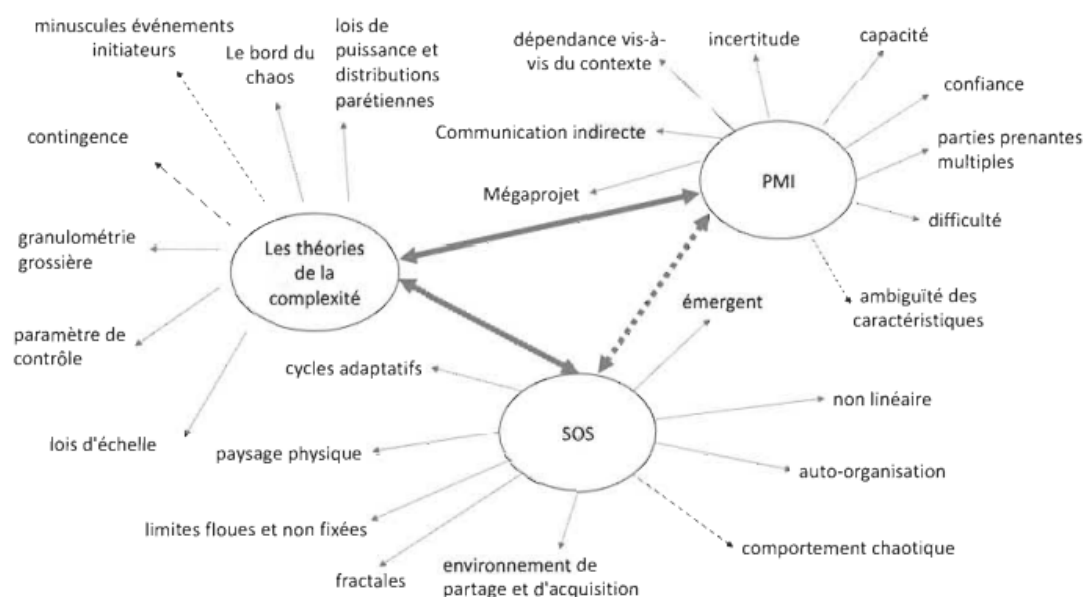 minuscules événements
initiateurs
Le bord du
chaos
lois de
puissance et
distributions
parétiennes
contingence
granulométrie
grossière
paramètre de
contrôle
lois d'échelle
Les théories
de la
complexité
dépendance vis-à-
vis du contexte
incertitude
capacité
confiance
Communication indirecte
parties prenantes
multiples
Mégaprojet
PMI
difficulté
ambiguïté des
caractéristiques
émergent
cycles adaptatifs
non linéaire
SOS
paysage physique
auto-organisation
limites floues et non fixées
comportement chaotique
fractales
environnement de
partage et d'acquisition